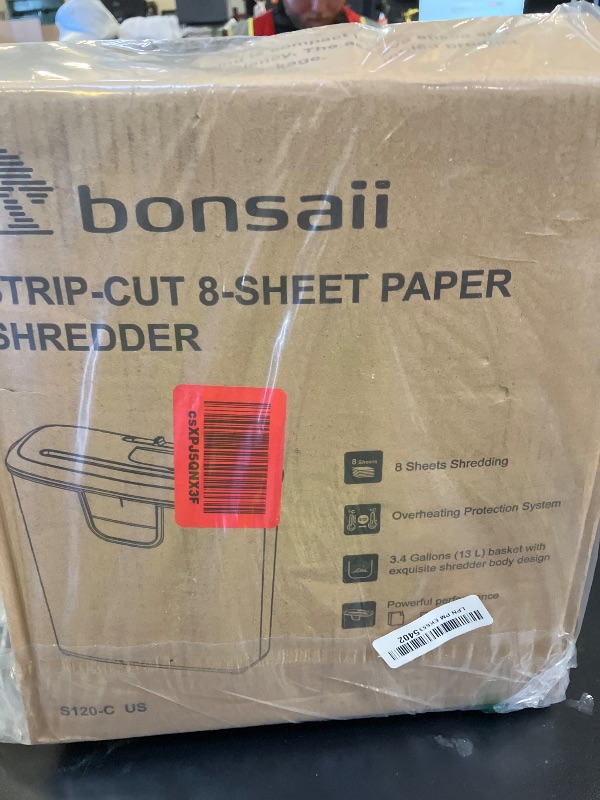 bonsaii
STRIP-CUT 8-SHEET PAPER
SHREDDER
csXPJ5QNX3F
8 Sheets
8 Sheets Shredding
Overheating Protection System
3.4 Gallons (13 L) basket with
exquisite shredder body design
Powerful
S120-C US